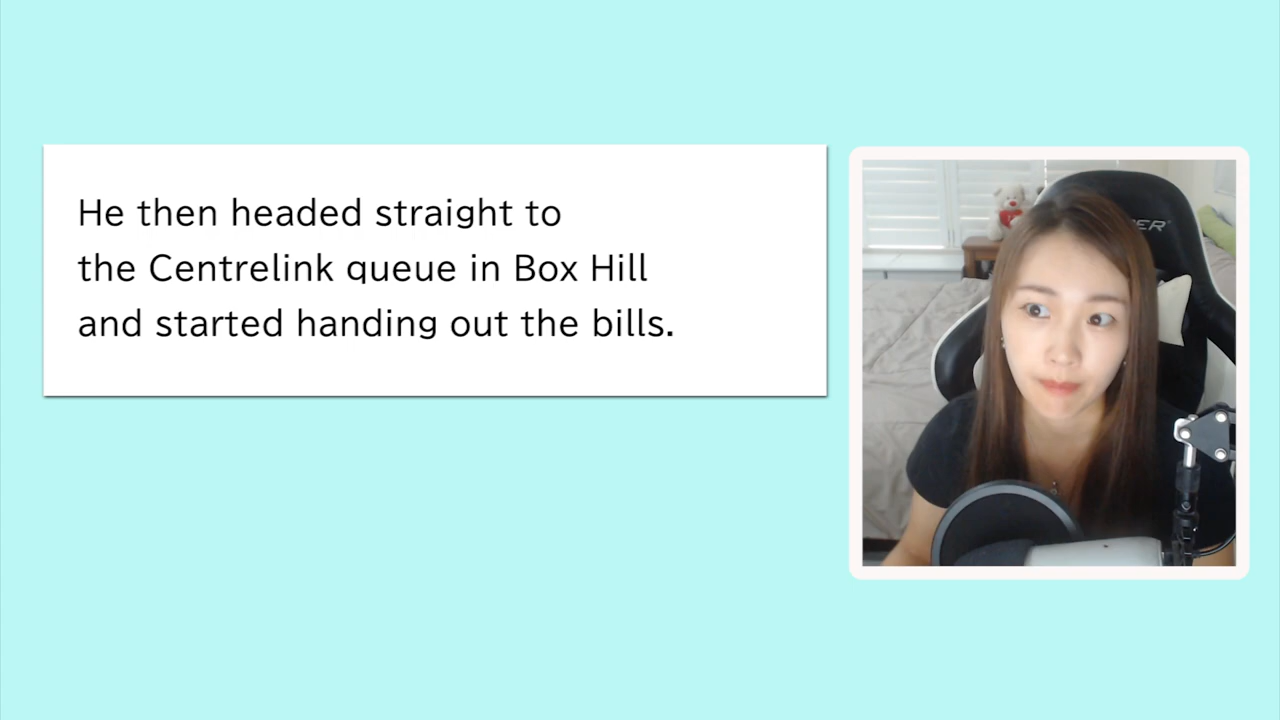 He then headed straight to
the Centrelink queue in Box Hill
and started handing out the bills.